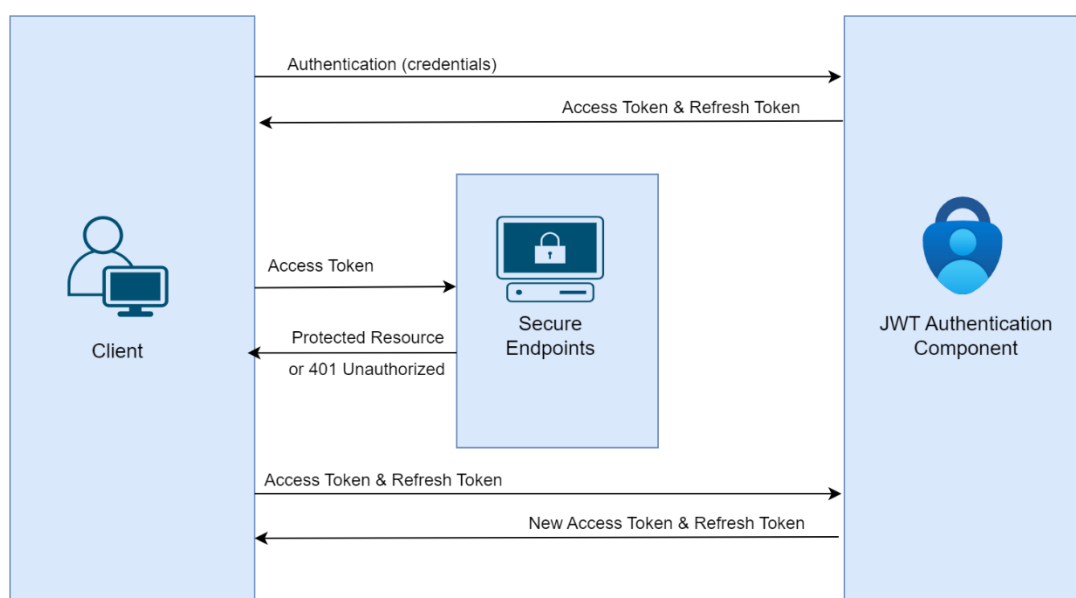 Authentication (credentials)
Access Token & Refresh Token
Access Token
Protected Resource
or 401 Unauthorized
Client
Secure
Endpoints
JWT Authentication
Component
Access Token & Refresh Token
New Access Token & Refresh Token